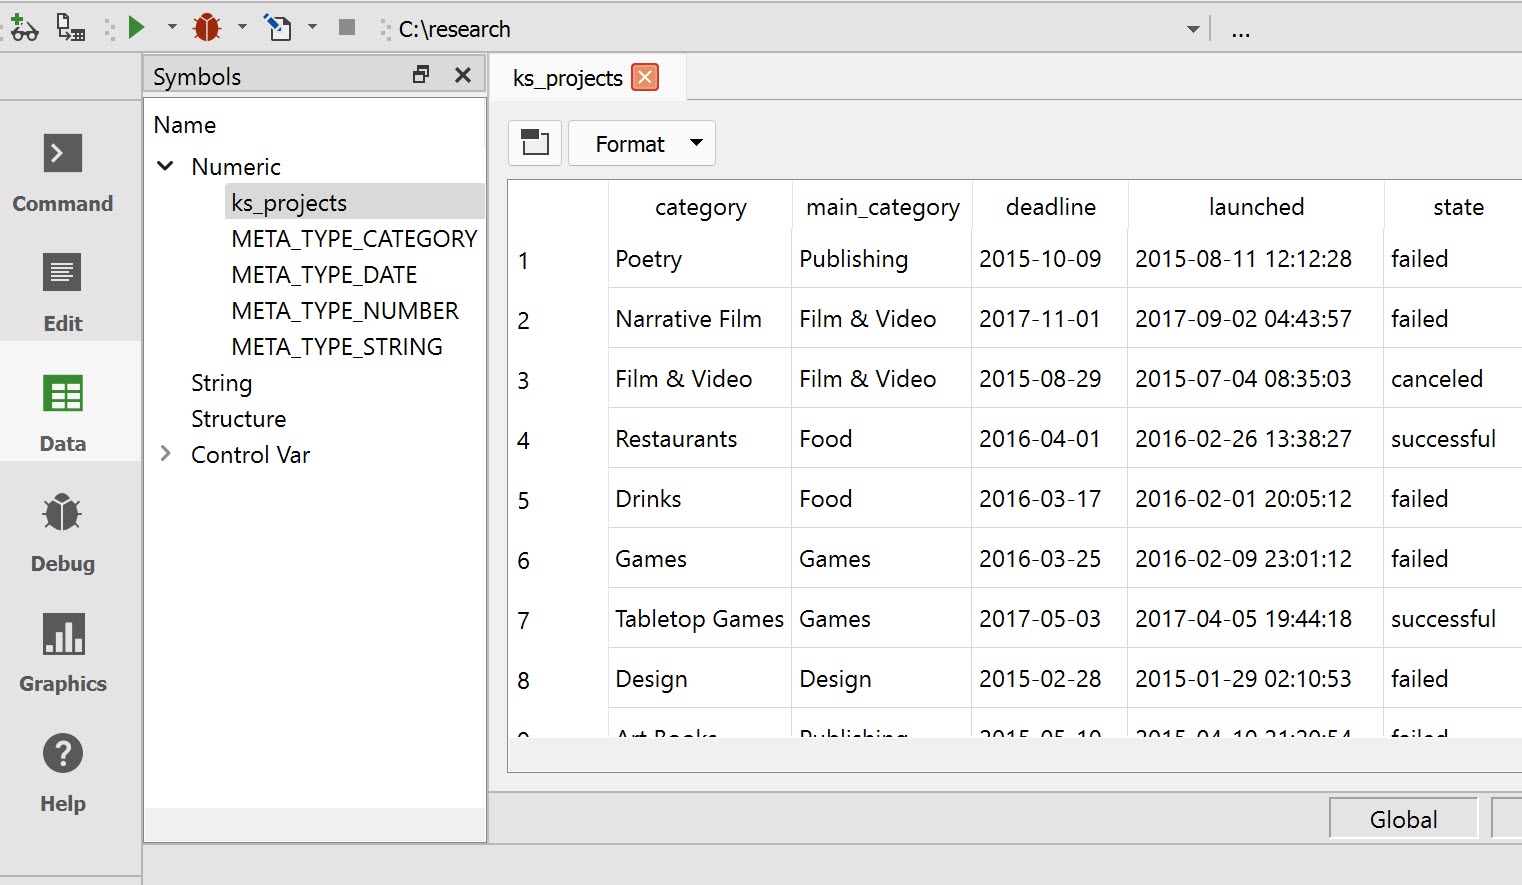 C:\research
...
Symbols
ks_projects
Name
Format
Numeric
ks_projects
META_TYPE_CATEGORY
META_TYPE_DATE
META_TYPE_NUMBER
META_TYPE_STRING
String
Structure
Control Var
Command
Edit
Data
Debug
Graphics
Help
category main_category deadline launched state
1 Poetry Publishing 2015-10-09 2015-08-11 12:12:28 failed
2 Narrative Film Film & Video 2017-11-01 2017-09-02 04:43:57 failed
3 Film & Video Film & Video 2015-08-29 2015-07-04 08:35:03 canceled
4 Restaurants Food 2016-04-01 2016-02-26 13:38:27 successful
5 Drinks Food 2016-03-17 2016-02-01 20:05:12 failed
6 Games Games 2016-03-25 2016-02-09 23:01:12 failed
7 Tabletop Games Games 2017-05-03 2017-04-05 19:44:18 successful
8 Design Design 2015-02-28 2015-01-29 02:10:53 failed
Art Books Publishing failed
Global